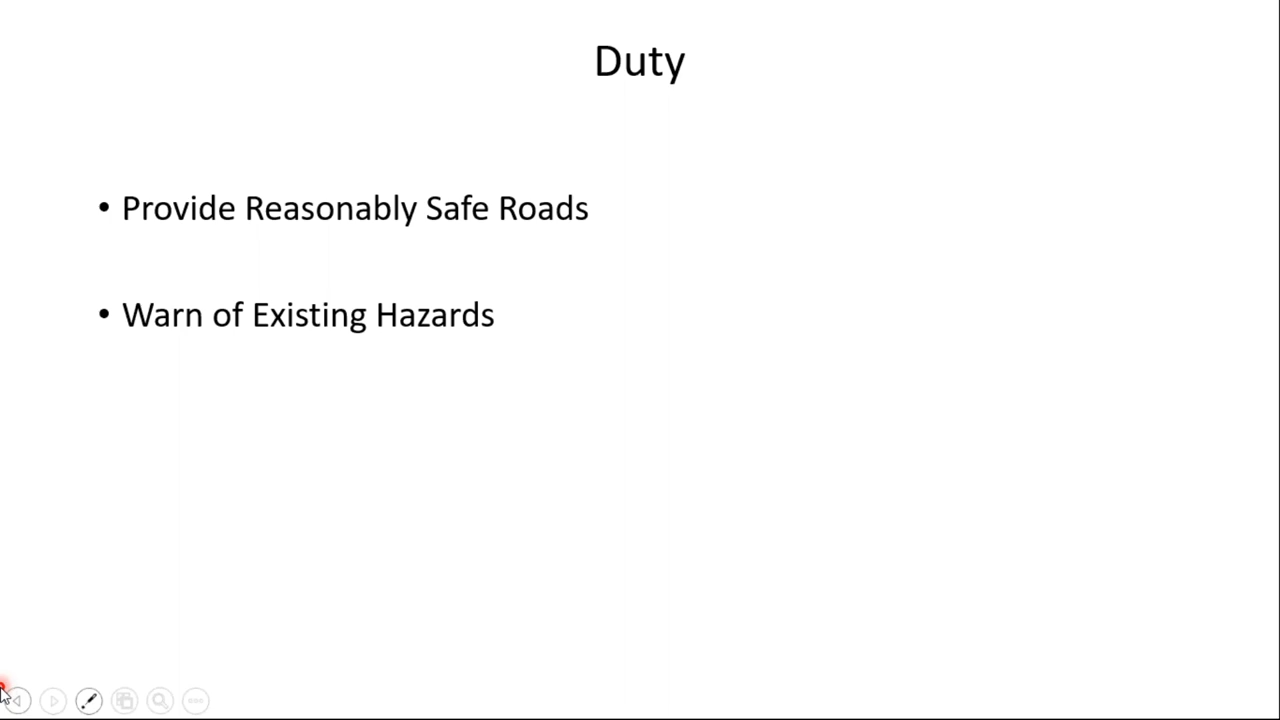 Duty
• Provide Reasonably Safe Roads
• Warn of Existing Hazards